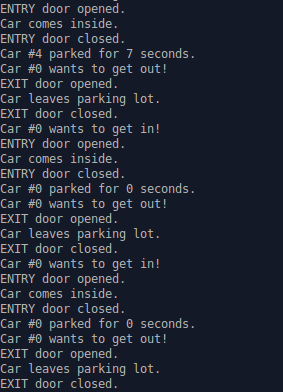 ENTRY door opened.
Car comes inside.
ENTRY door closed.
Car #4 parked for 7 seconds.
Car #0 wants to get out!
EXIT door opened.
Car leaves parking lot.
EXIT door closed.
Car #0 wants to get in!
ENTRY door opened.
Car comes inside.
ENTRY door closed.
Car #0 parked for 0 seconds.
Car #0 wants to get out!
EXIT door opened.
Car leaves parking lot.
EXIT door closed.
Car #0 wants to get in!
ENTRY door opened.
Car comes inside.
ENTRY door closed.
Car #0 parked for 0 seconds.
Car #0 wants to get out!
EXIT door opened.
Car leaves parking lot.
EXIT door closed.